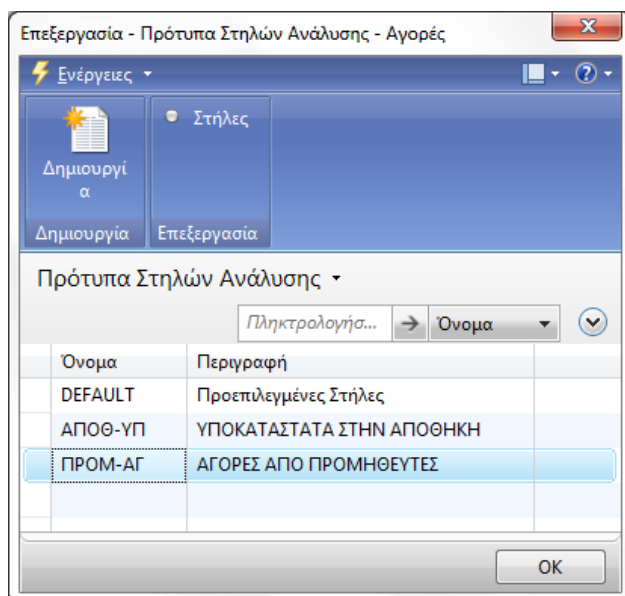 Επεξεργασία - Πρότυπα Στηλών Ανάλυσης - Αγορές
Ενέργειες
Στήλες
Δημιουργί
α
Δημιουργία Επεξεργασία
Πρότυπα Στηλών Ανάλυσης
Πληκτρολογήσ... Όνομα
Όνομα Περιγραφή
DEFAULT Προεπιλεγμένες Στήλες
ΑΠΟΘ-ΥΠ ΥΠΟΚΑΤΑΣΤΑΤΑ ΣΤΗΝ ΑΠΟΘΗΚΗ
ΠΡΟΜ-ΑΓ ΑΓΟΡΕΣ ΑΠΟ ΠΡΟΜΗΘΕΥΤΕΣ
OK